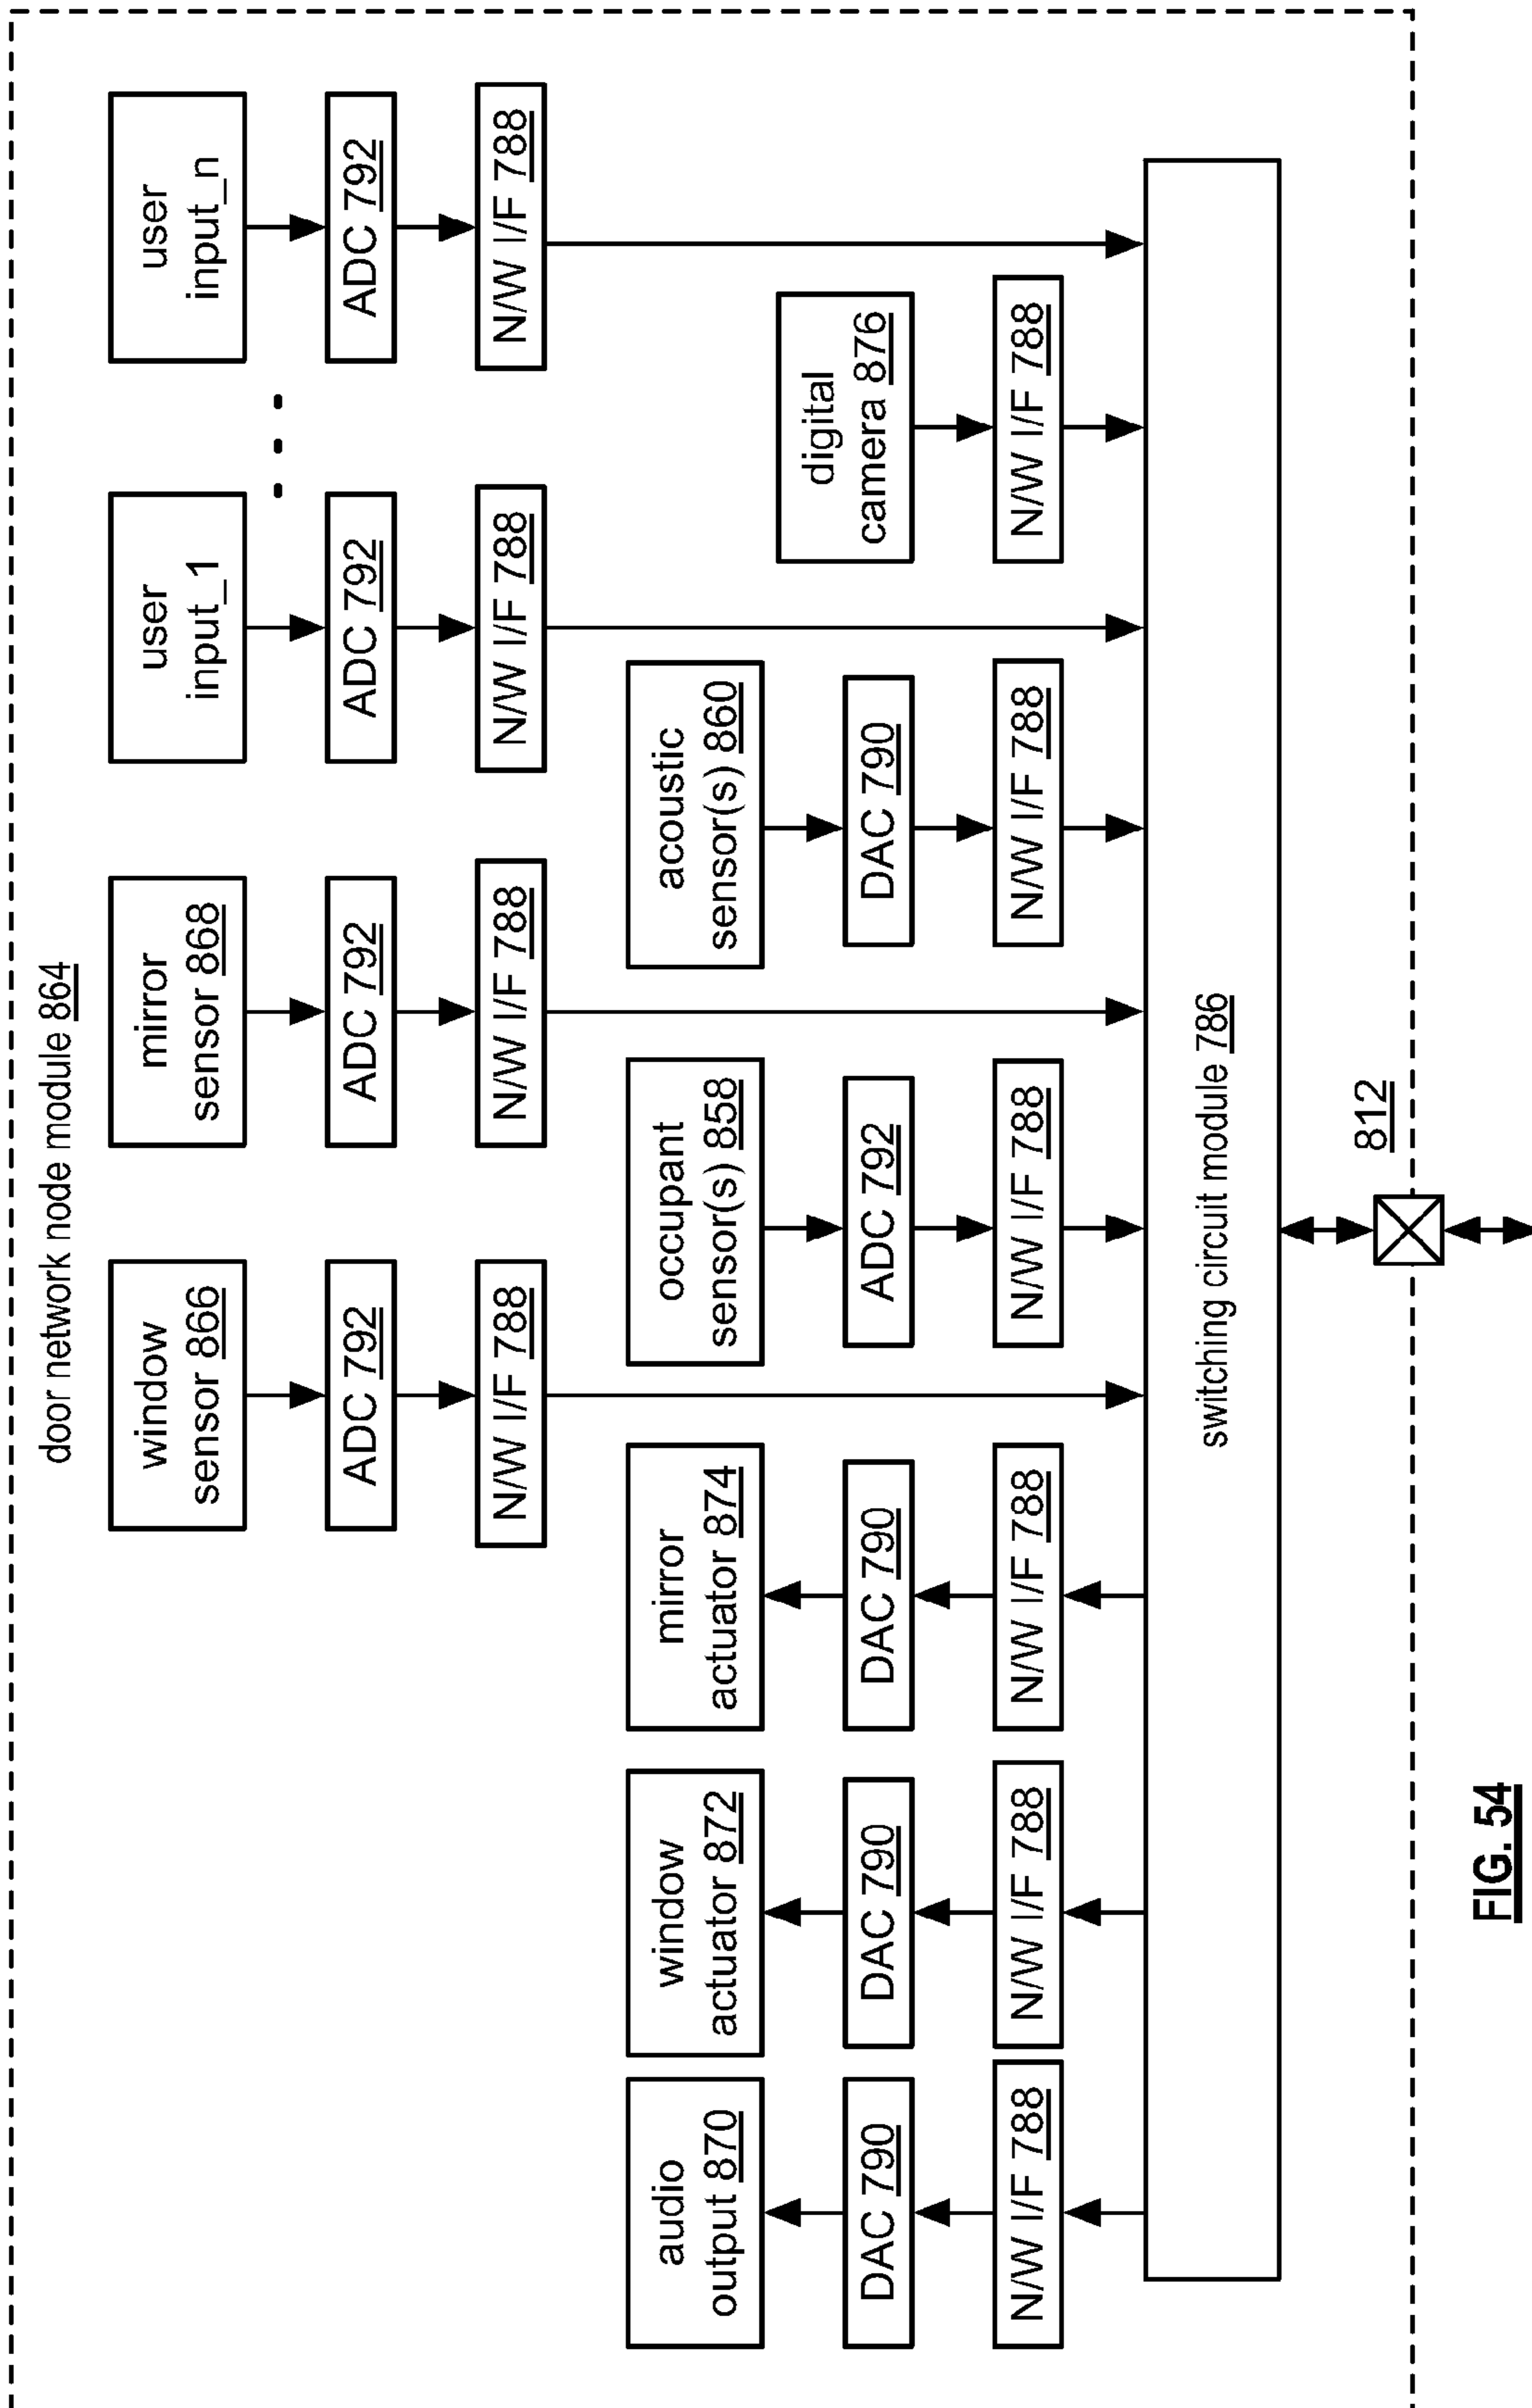 door network node module 864
window
sensor 866
mirror
sensor 868
user
input_1
user
input_n
ADC 792
ADC 792
ADC 792
ADC 792
N/W I/F 788
N/W I/F 788
N/W I/F 788
N/W I/F 788
audio
output 870
window
actuator 872
mirror
actuator 874
occupant
sensor(s) 858
acoustic
sensor(s) 860
digital
camera 876
DAC 790
DAC 790
DAC 790
ADC 792
DAC 790
N/W I/F 788
N/W I/F 788
N/W I/F 788
N/W I/F 788
N/W I/F 788
N/W I/F 788
switching circuit module 786
812
FIG. 54